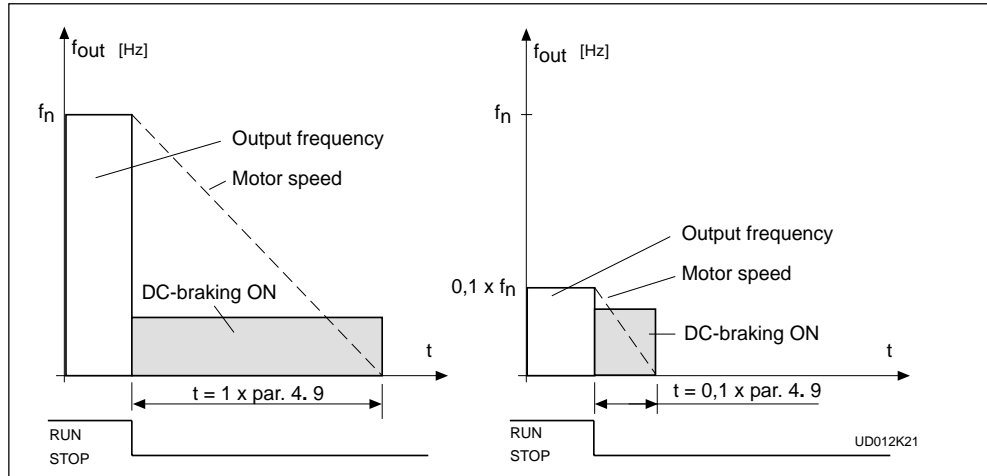 fout [Hz]
fn
Output frequency
Motor speed
DC-braking ON
t
t = 1 x par. 4. 9
RUN
STOP
fout [Hz]
fn
Output frequency
Motor speed
0,1 x fn
DC-braking ON
t
t = 0,1 x par. 4. 9
RUN
STOP
UD012K21